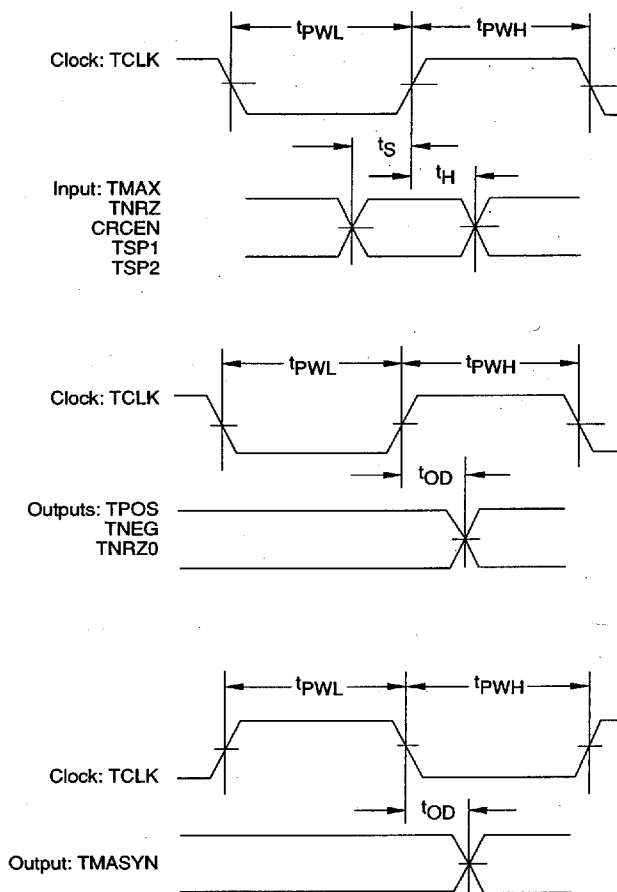 tPWL tPWH
Clock: TCLK
tS
tH
Input: TMAX
TNRZ
CRCEN
TSP1
TSP2
tPWL tPWH
Clock: TCLK
tOD
Outputs: TPOS
TNEG
TNRZ0
tPWL tPWH
Clock: TCLK
tOD
Output: TMASYN